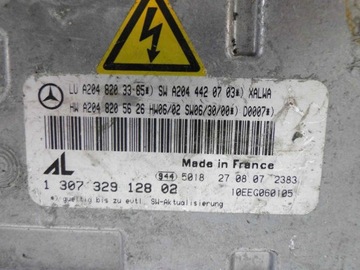 LU A204 820 33-85*) SW A204 442 07 03*) XALWA
HW A204 820 56 26 HW06/02 SW06/30/00*) D0007*)
AL
Made in France
1 307 329 128 02
944 5018 27 08 07 2383
10EEG060105
*) gueltig bis zu evtl. SW-Aktualisierung